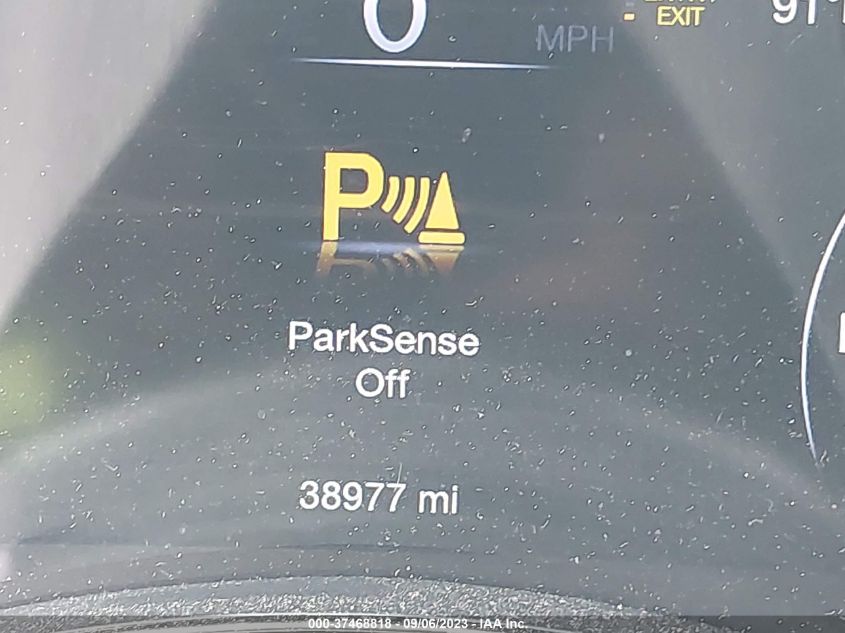 0
MPH
EXIT
P
ParkSense
Off
38977 mi
000-37468818 - 09/06/2023 - IAA Inc.